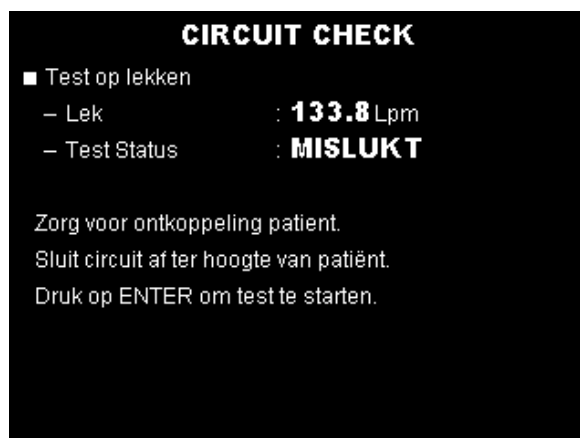 CIRCUIT CHECK
■ Test op lekken
– Lek : 133.8 Lpm
– Test Status : MISLUKT
Zorg voor ontkoppeling patient.
Sluit circuit af ter hoogte van patiënt.
Druk op ENTER om test te starten.